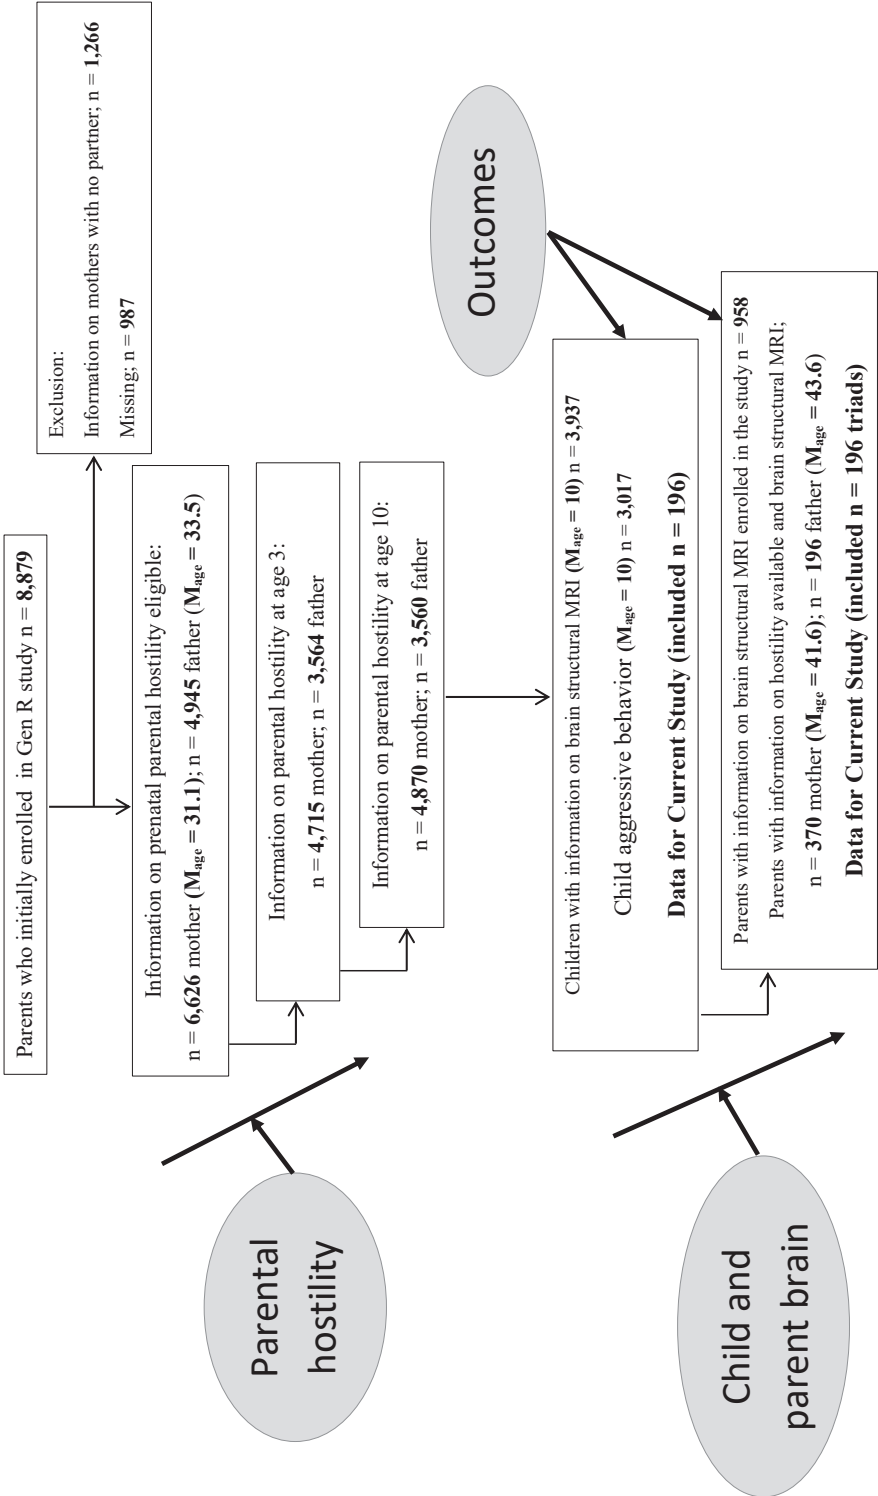 Parents who initially enrolled in Gen R study n = 8,879
Exclusion:
Information on mothers with no partner; n = 1,266
Missing; n = 987
Information on prenatal parental hostility eligible:
n = 6,626 mother (Mage = 31.1); n = 4,945 father (Mage = 33.5)
Information on parental hostility at age 3:
n = 4,715 mother; n = 3,564 father
Information on parental hostility at age 10:
n = 4,870 mother; n = 3,560 father
Parental
hostility
Outcomes
Children with information on brain structural MRI (Mage = 10) n = 3,937
Child aggressive behavior (Mage = 10) n = 3,017
Data for Current Study (included n = 196)
Parents with information on brain structural MRI enrolled in the study n = 958
Parents with information on hostility available and brain structural MRI;
n = 370 mother (Mage = 41.6); n = 196 father (Mage = 43.6)
Data for Current Study (included n = 196 triads)
Child and
parent brain